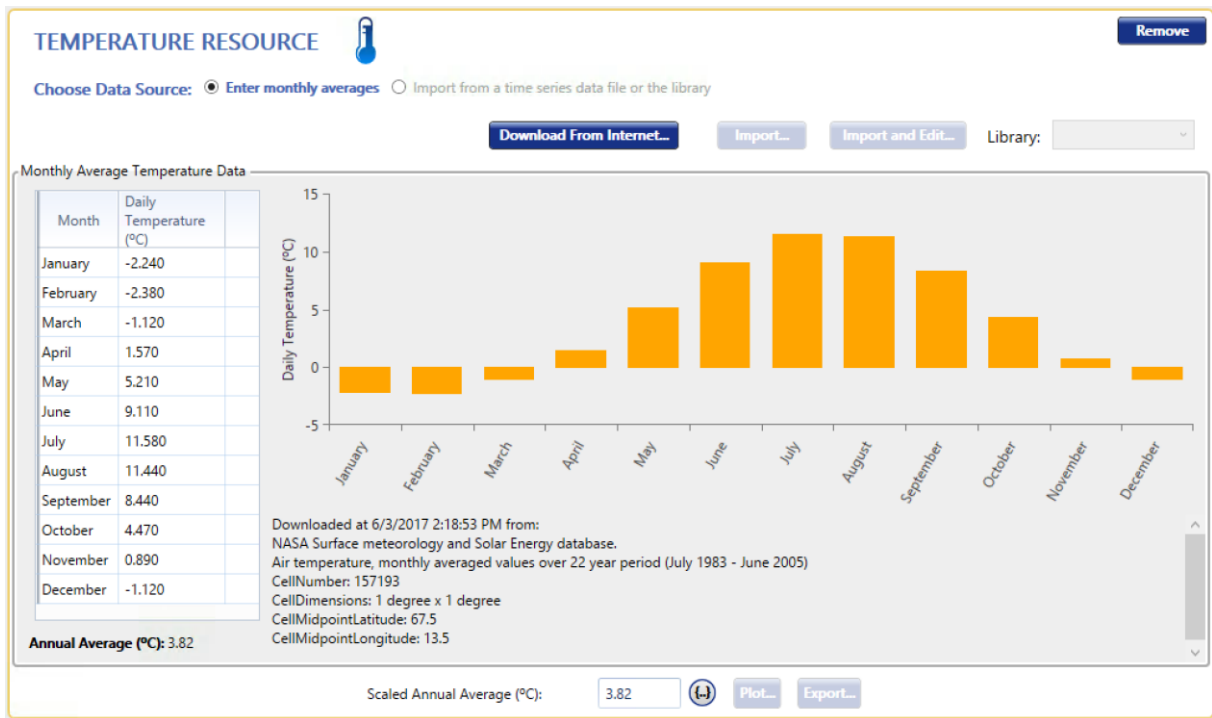 TEMPERATURE RESOURCE
Remove
Choose Data Source: Enter monthly averages Import from a time series data file or the library
Download From Internet... Import... Import and Edit... Library:
Monthly Average Temperature Data
Month Daily Temperature (ºC)
January -2.240
February -2.380
March -1.120
April 1.570
May 5.210
June 9.110
July 11.580
August 11.440
September 8.440
October 4.470
November 0.890
December -1.120
Annual Average (ºC): 3.82
Daily Temperature (ºC)
15
10
5
0
-5
January February March April May June July August September October November December
Downloaded at 6/3/2017 2:18:53 PM from:
NASA Surface meteorology and Solar Energy database.
Air temperature, monthly averaged values over 22 year period (July 1983 - June 2005)
CellNumber: 157193
CellDimensions: 1 degree x 1 degree
CellMidpointLatitude: 67.5
CellMidpointLongitude: 13.5
Scaled Annual Average (ºC): 3.82 {..} Plot... Export...